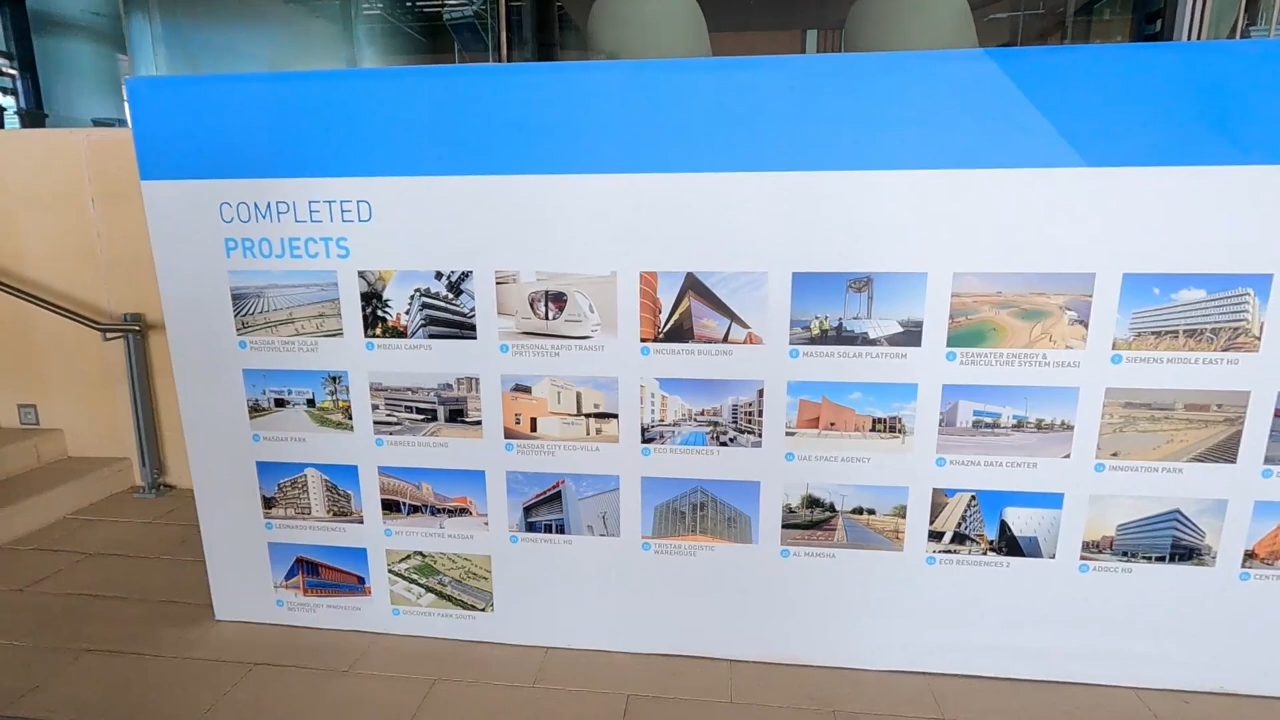 COMPLETED
PROJECTS
MASDAR 10MW SOLAR
PHOTOVOLTAIC PLANT
MOZUAI CAMPUS
PERSONAL RAPID TRANSIT
(PRT) SYSTEM
INCUBATOR BUILDING
MASDAR SOLAR PLATFORM
SEAWATER ENERGY &
AGRICULTURE SYSTEM (SEAS)
SIEMENS MIDDLE EAST HQ
MASDAR PARK
TABREED BUILDING
MASDAR CITY ECO-VILLA
PROTOTYPE
ECO RESIDENCES 1
UAE SPACE AGENCY
KHAZNA DATA CENTER
INNOVATION PARK
LEONARDO RESIDENCES
MY CITY CENTRE MASDAR
HONEYWELL HQ
TRISTAR LOGISTIC
WAREHOUSE
AL MAMSHA
ECO RESIDENCES 2
ADOCC HQ
CENTR
TECHNOLOGY INNOVATION
INSTITUTE
DISCOVERY PARK SOUTH